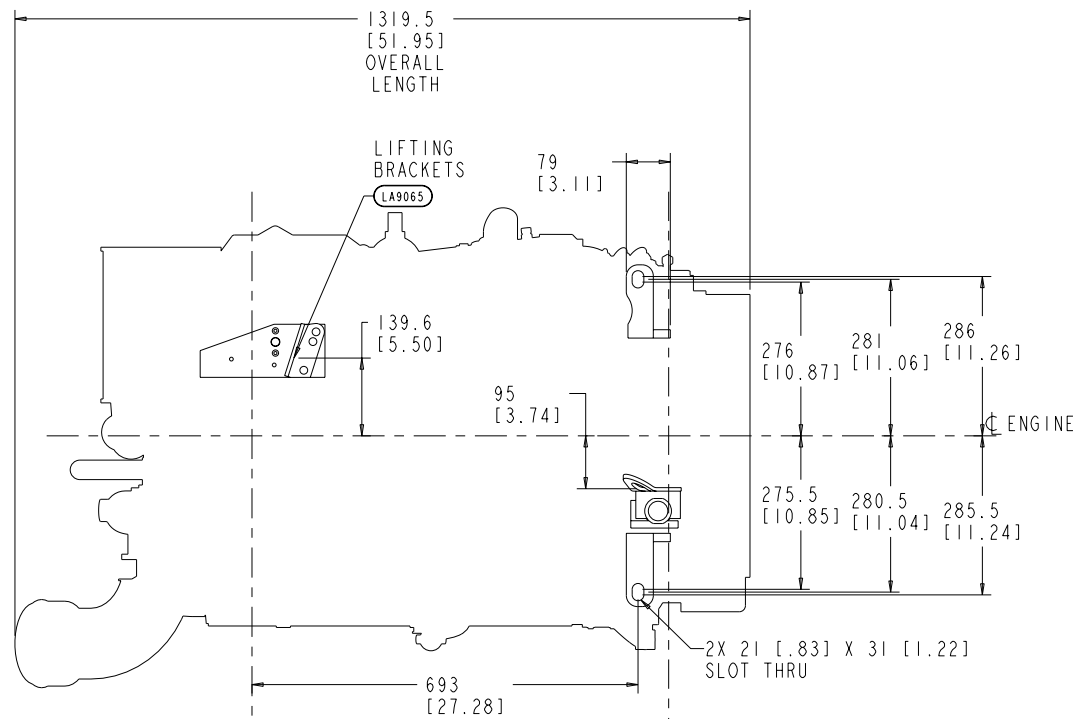 1319.5
[51.95]
OVERALL
LENGTH
LIFTING
BRACKETS
LA9065
79
[3.11]
139.6
[5.50]
95
[3.74]
276
[10.87]
281
[11.06]
286
[11.26]
℄ ENGINE
275.5
[10.85]
280.5
[11.04]
285.5
[11.24]
2X 21 [.83] X 31 [1.22]
SLOT THRU
693
[27.28]